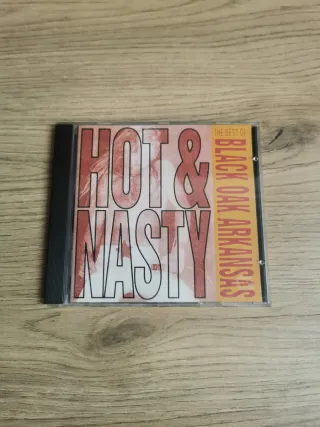 HOT &
NASTY
THE BEST OF
BLACK OAK ARKANSAS